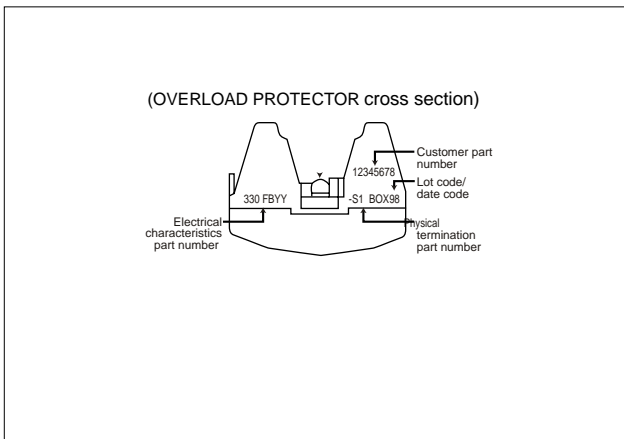 (OVERLOAD PROTECTOR cross section)
12345678
Customer part
number
Lot code/
date code
330 FBYY
-S1 BOX98
Electrical
characteristics
part number
Physical
termination
part number